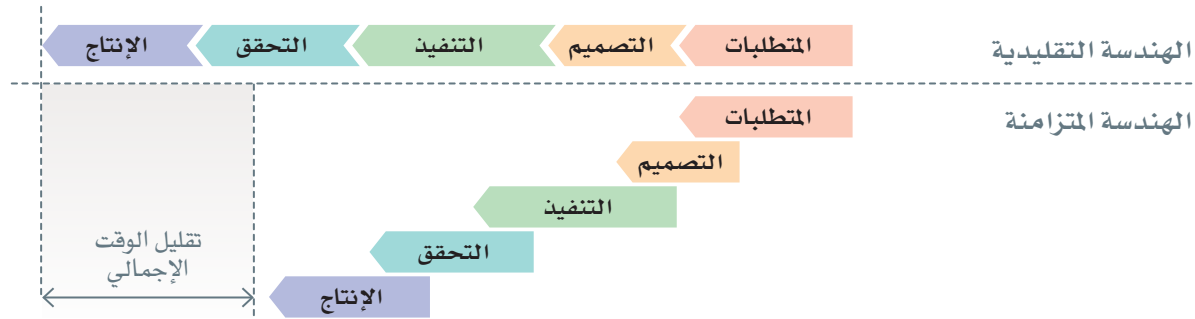 الهندسة التقليدية
المتطلبات
التصميم
التنفيذ
التحقق
الإنتاج
الهندسة المتزامنة
المتطلبات
التصميم
التنفيذ
التحقق
الإنتاج
تقليل الوقت
الإجمالي